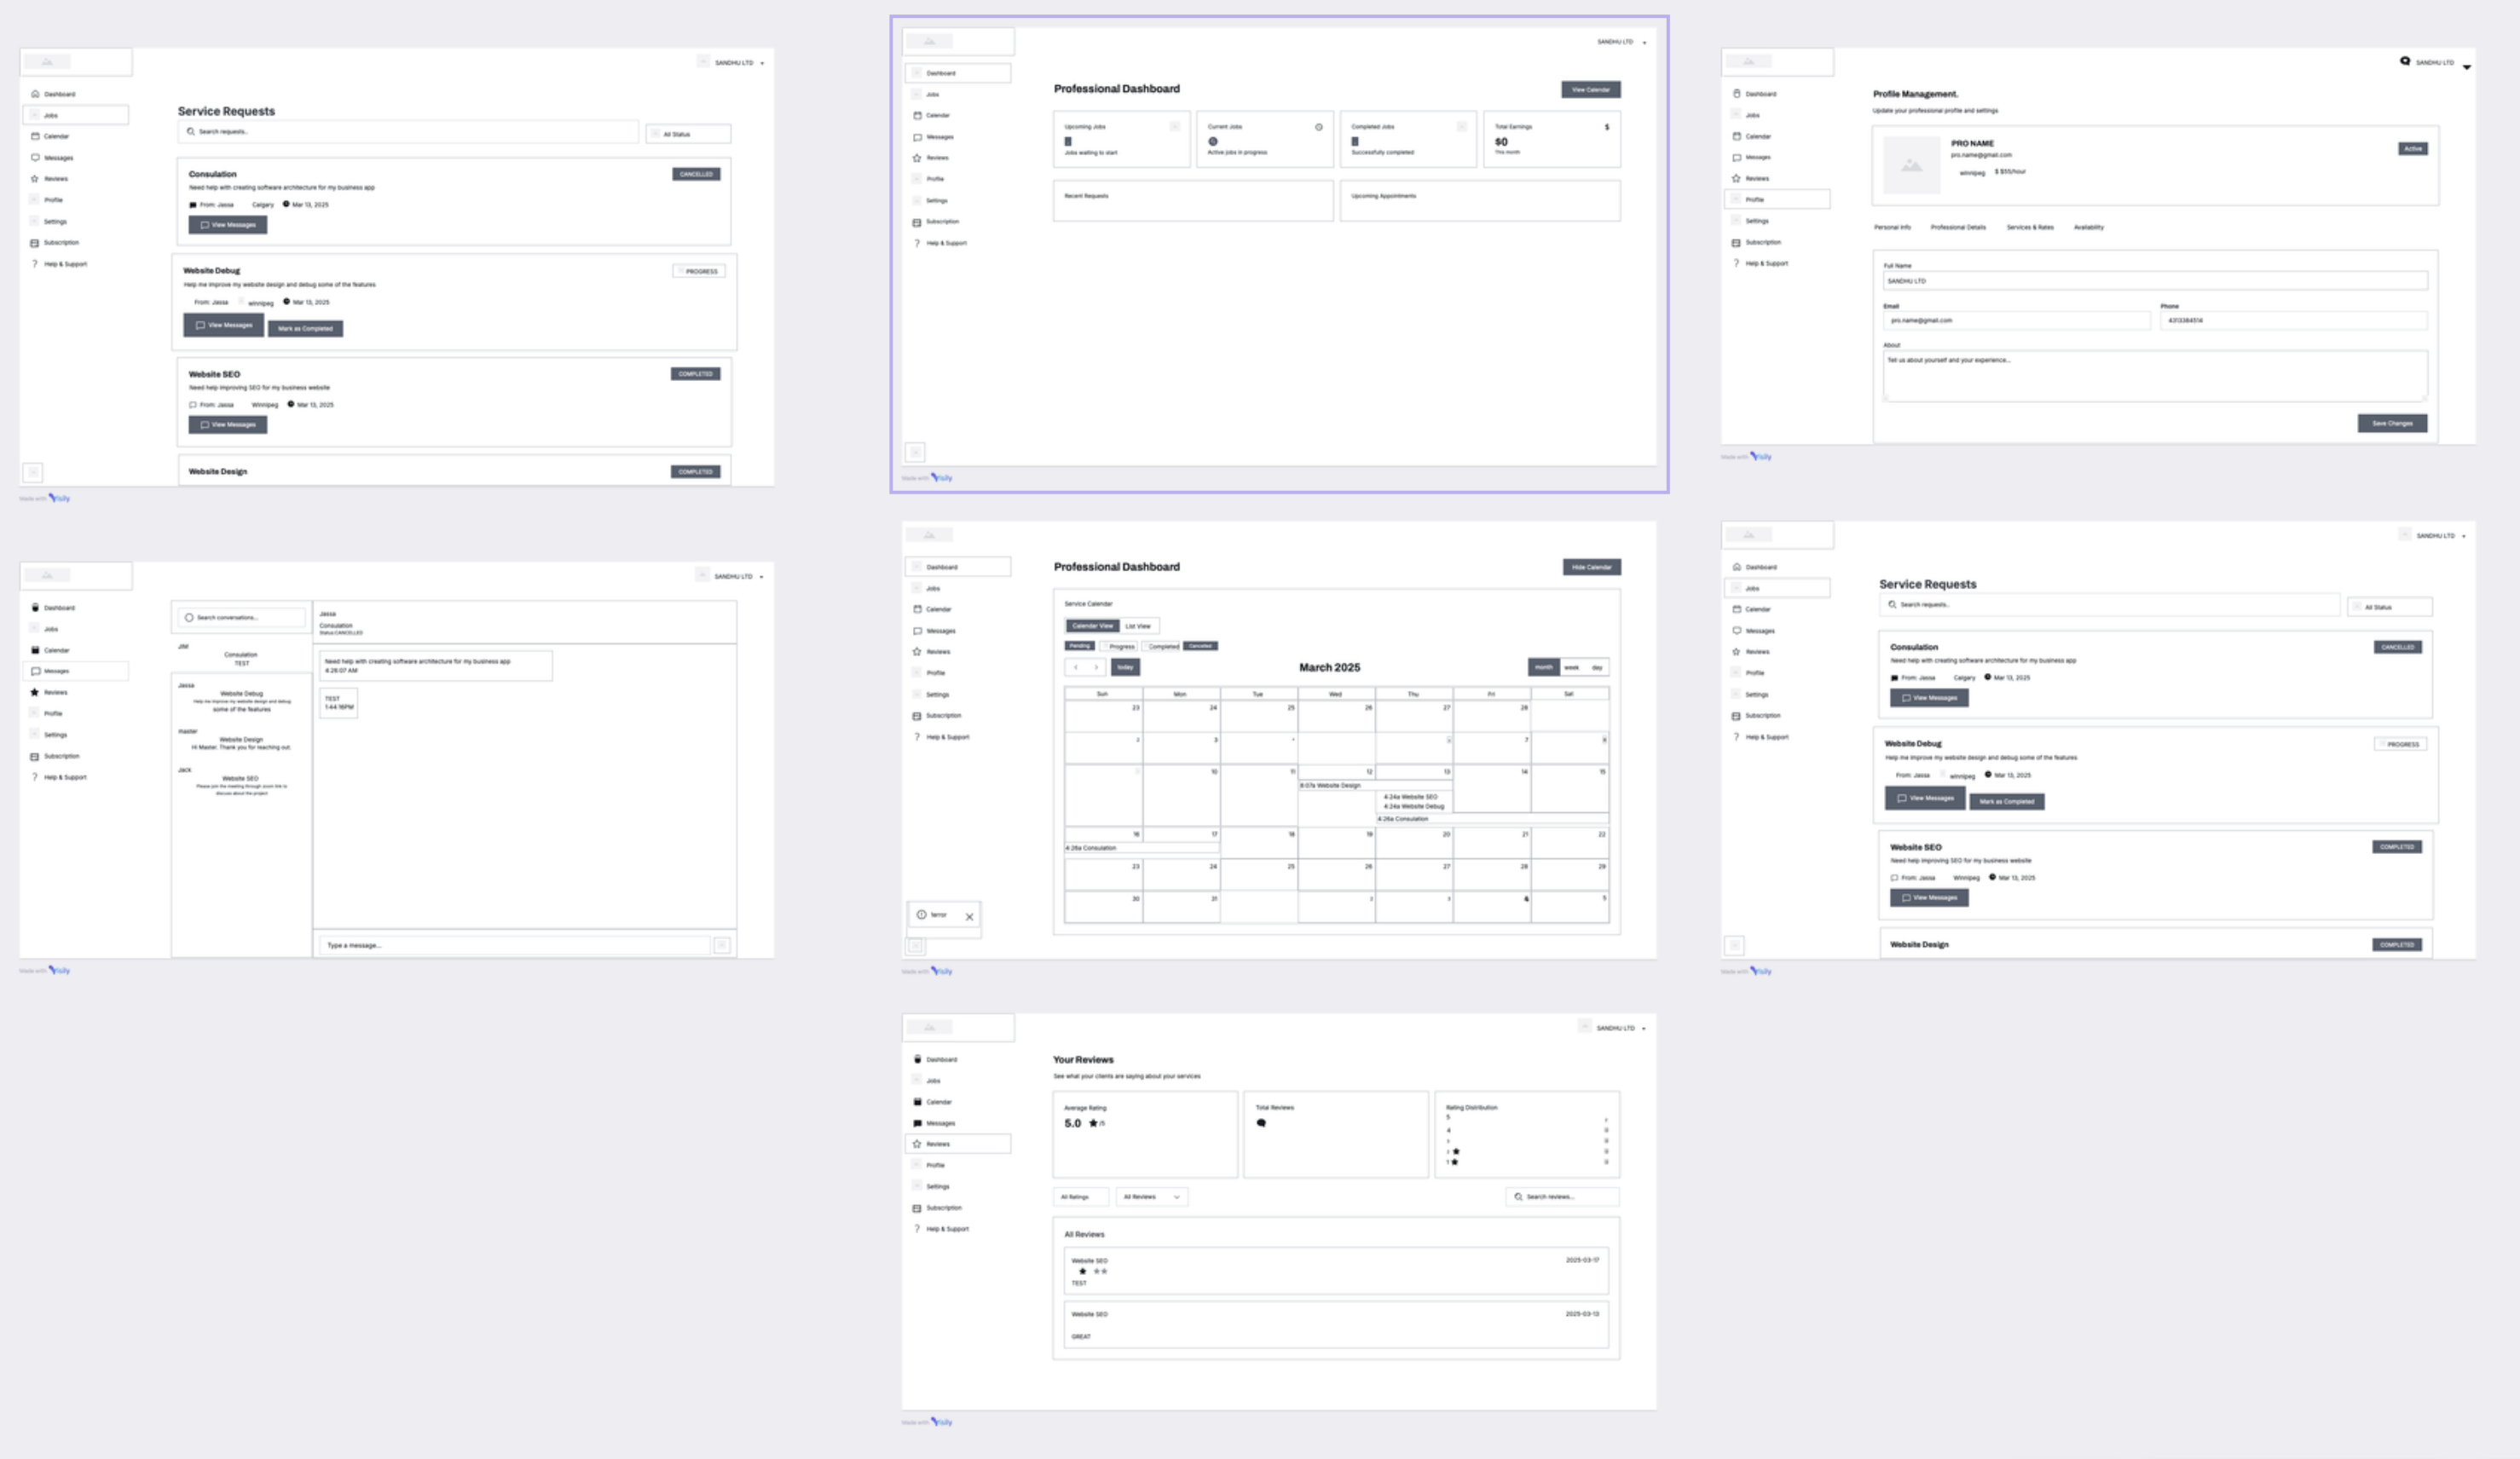 SANDHU LTD
Dashboard
Jobs
Calendar
Messages
Reviews
Profile
Settings
Subscription
Help & Support
Service Requests
Search requests..
All Status
Consulation
CANCELLED
Need help with creating software architecture for my business app
From: Jassa Calgary Mar 13, 2025
View Messages
Website Debug
PROGRESS
Help me improve my website design and debug some of the features
From: Jassa winnipeg Mar 13, 2025
View Messages
Mark as Completed
Website SEO
COMPLETED
Need help improving SEO for my business website
From: Jassa Winnipeg Mar 13, 2025
View Messages
Website Design
COMPLETED
Made with Visily
SANDHU LTD
Dashboard
Jobs
Calendar
Messages
Reviews
Profile
Settings
Subscription
Help & Support
Professional Dashboard
View Calendar
Upcoming Jobs
Jobs waiting to start
Current Jobs
Active jobs in progress
Completed Jobs
Successfully completed
Total Earnings
$
$0
This month
Recent Requests
Upcoming Appointments
Made with Visily
SANDHU LTD
Dashboard
Jobs
Calendar
Messages
Reviews
Profile
Settings
Subscription
Help & Support
Profile Management.
Update your professional profile and settings
PRO NAME
pro.name@gmail.com
winnipeg $ $55/hour
Active
Personal Info Professional Details Services & Rates Availability
Full Name
SANDHU LTD
Email
pro.name@gmail.com
Phone
4313384514
About
Tell us about yourself and your experience...
Save Changes
Made with Visily
SANDHU LTD
Dashboard
Jobs
Calendar
Messages
Reviews
Profile
Settings
Subscription
Help & Support
Search conversations...
JIM
Consulation
TEST
Jassa
Website Debug
Help me improve my website design and debug
some of the features
master
Website Design
Hi Master. Thank you for reaching out.
Jack
Website SEO
Please join the meeting through zoom link to
discuss about the project
Jassa
Consulation
Status:CANCELLED
Need help with creating software architecture for my business app
4:26:07 AM
TEST
1:44:16PM
Type a message...
Made with Visily
Dashboard
Jobs
Calendar
Messages
Reviews
Profile
Settings
Subscription
Help & Support
Professional Dashboard
Hide Calendar
Service Calendar
Calendar View List View
Pending Progress Completed Canceled
today
March 2025
month week day
Sun Mon Tue Wed Thu Fri Sat
23 24 25 26 27 28
2 3 4 7 8
10 11 12 13 14 15
8:07a Website Design
4:24a Website SEO
4:24a Website Debug
4:26a Consulation
16 17 18 19 20 21 22
4:26a Consulation
23 24 25 26 27 28 29
30 31 2 3 4 5
1error
Made with Visily
SANDHU LTD
Dashboard
Jobs
Calendar
Messages
Reviews
Profile
Settings
Subscription
Help & Support
Service Requests
Search requests..
All Status
Consulation
CANCELLED
Need help with creating software architecture for my business app
From: Jassa Calgary Mar 13, 2025
View Messages
Website Debug
PROGRESS
Help me improve my website design and debug some of the features
From: Jassa winnipeg Mar 13, 2025
View Messages
Mark as Completed
Website SEO
COMPLETED
Need help improving SEO for my business website
From: Jassa Winnipeg Mar 13, 2025
View Messages
Website Design
COMPLETED
Made with Visily
SANDHU LTD
Dashboard
Jobs
Calendar
Messages
Reviews
Profile
Settings
Subscription
Help & Support
Your Reviews
See what your clients are saying about your services
Average Rating
5.0 /5
Total Reviews
Rating Distribution
5
4
3
2
1
All Ratings
All Reviews
Search reviews...
All Reviews
Website SEO
2025-03-17
TEST
Website SEO
2025-03-13
GREAT
Made with Visily